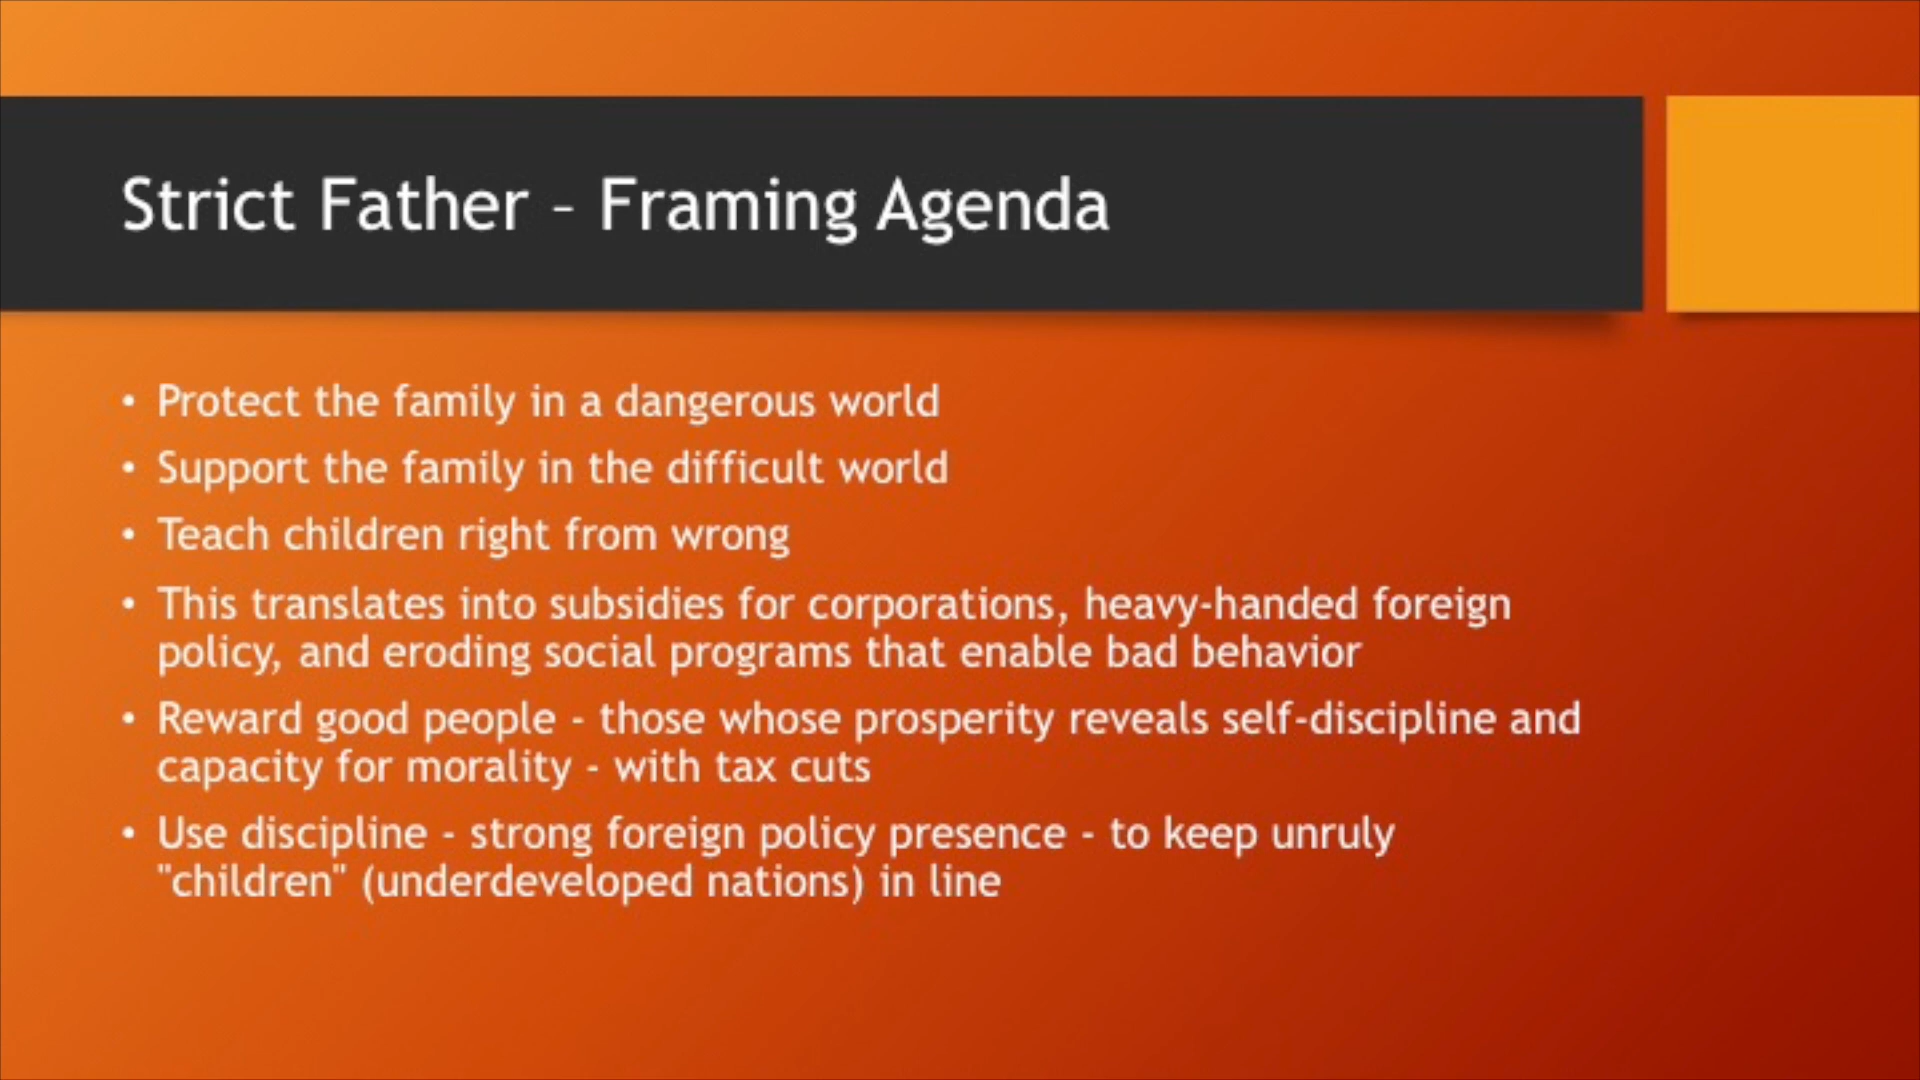 Strict Father – Framing Agenda
• Protect the family in a dangerous world
• Support the family in the difficult world
• Teach children right from wrong
• This translates into subsidies for corporations, heavy-handed foreign
policy, and eroding social programs that enable bad behavior
• Reward good people - those whose prosperity reveals self-discipline and
capacity for morality - with tax cuts
• Use discipline - strong foreign policy presence - to keep unruly
"children" (underdeveloped nations) in line